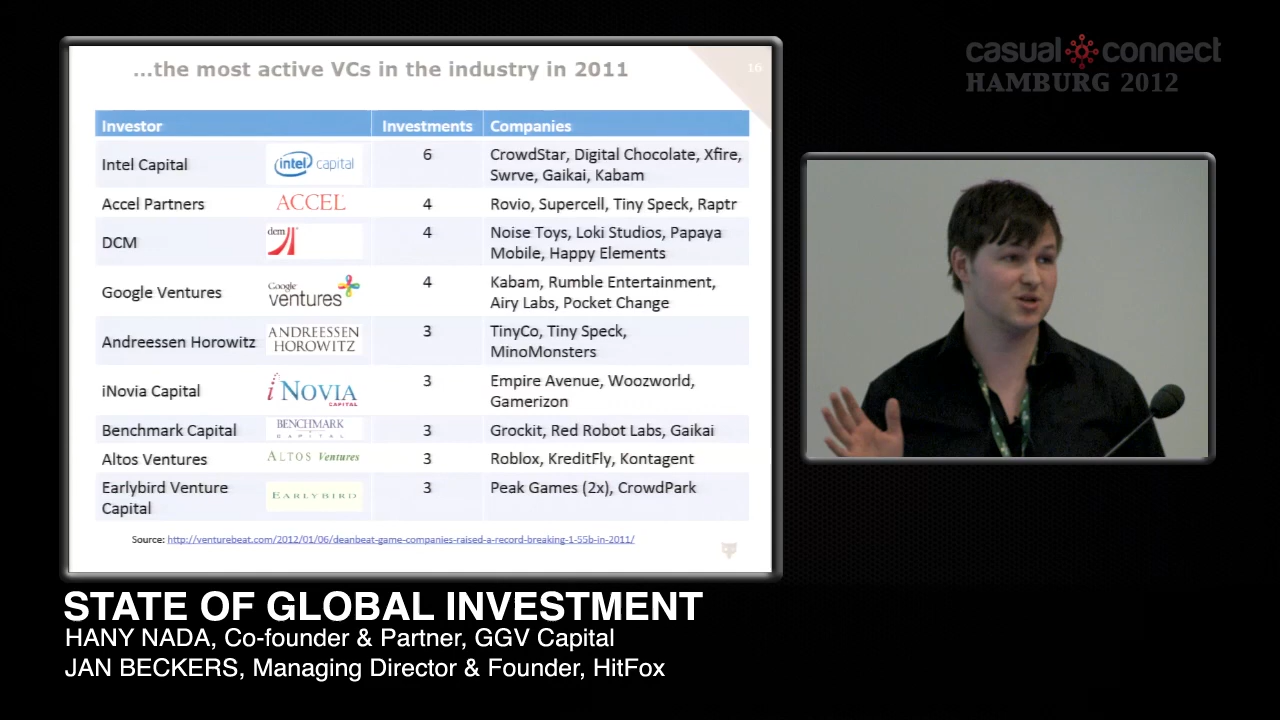 ...the most active VCs in the industry in 2011
16
casual connect
HAMBURG 2012
Investor Investments Companies
Intel Capital intel capital 6 CrowdStar, Digital Chocolate, Xfire,
Swrve, Gaikai, Kabam
Accel Partners ACCEL 4 Rovio, Supercell, Tiny Speck, Raptr
DCM dcm 4 Noise Toys, Loki Studios, Papaya
Mobile, Happy Elements
Google Ventures Google ventures 4 Kabam, Rumble Entertainment,
Airy Labs, Pocket Change
Andreessen Horowitz ANDREESSEN HOROWITZ 3 TinyCo, Tiny Speck,
MinoMonsters
iNovia Capital iNOVIA CAPITAL 3 Empire Avenue, Woozworld,
Gamerizon
Benchmark Capital BENCHMARK CAPITAL 3 Grockit, Red Robot Labs, Gaikai
Altos Ventures ALTOS Ventures 3 Roblox, KreditFly, Kontagent
Earlybird Venture
Capital EARLYBIRD 3 Peak Games (2x), CrowdPark
Source: http://venturebeat.com/2012/01/06/deanbeat-game-companies-raised-a-record-breaking-1-55b-in-2011/
STATE OF GLOBAL INVESTMENT
HANY NADA, Co-founder & Partner, GGV Capital
JAN BECKERS, Managing Director & Founder, HitFox